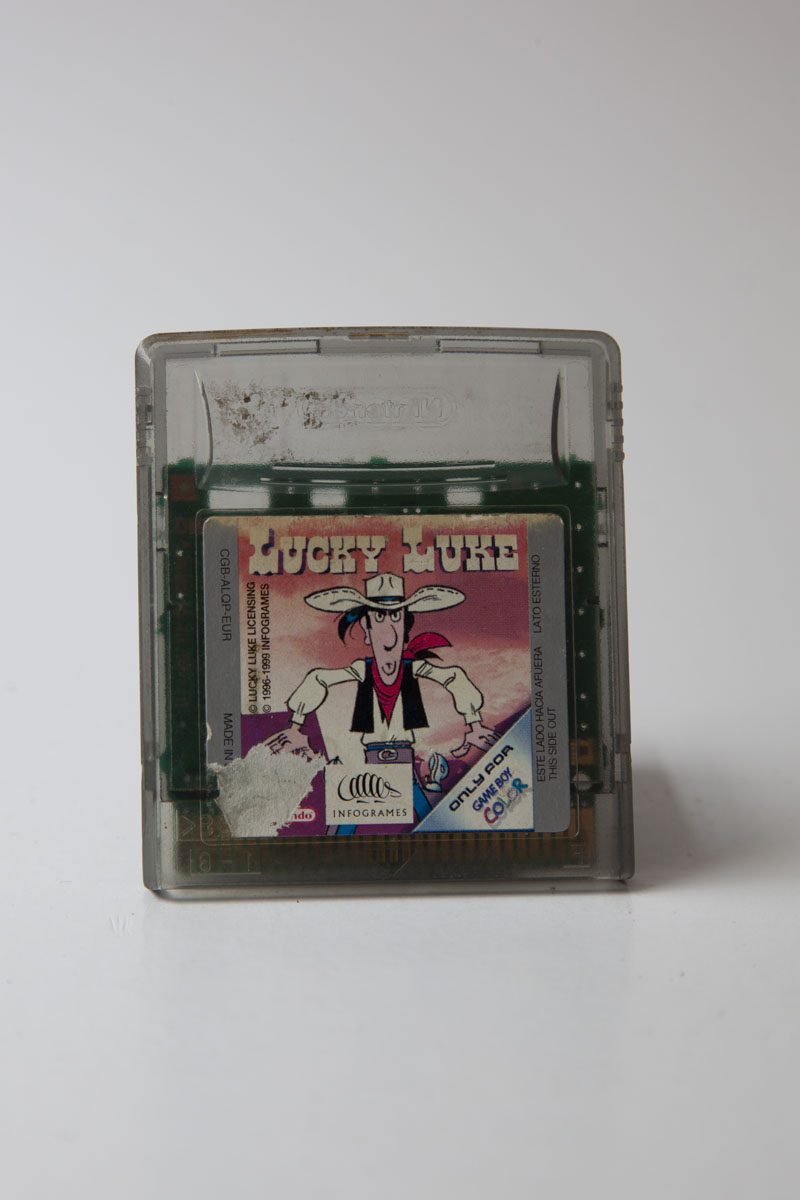 LUCKY LUKE
CGB-ALQP-EUR
MADE IN
© LUCKY LUKE LICENSING
© 1996-1999 INFOGRAMES
ESTE LADO HACIA AFUERA LATO ESTERNO
THIS SIDE OUT
INFOGRAMES
ONLY FOR
GAME BOY
COLOR